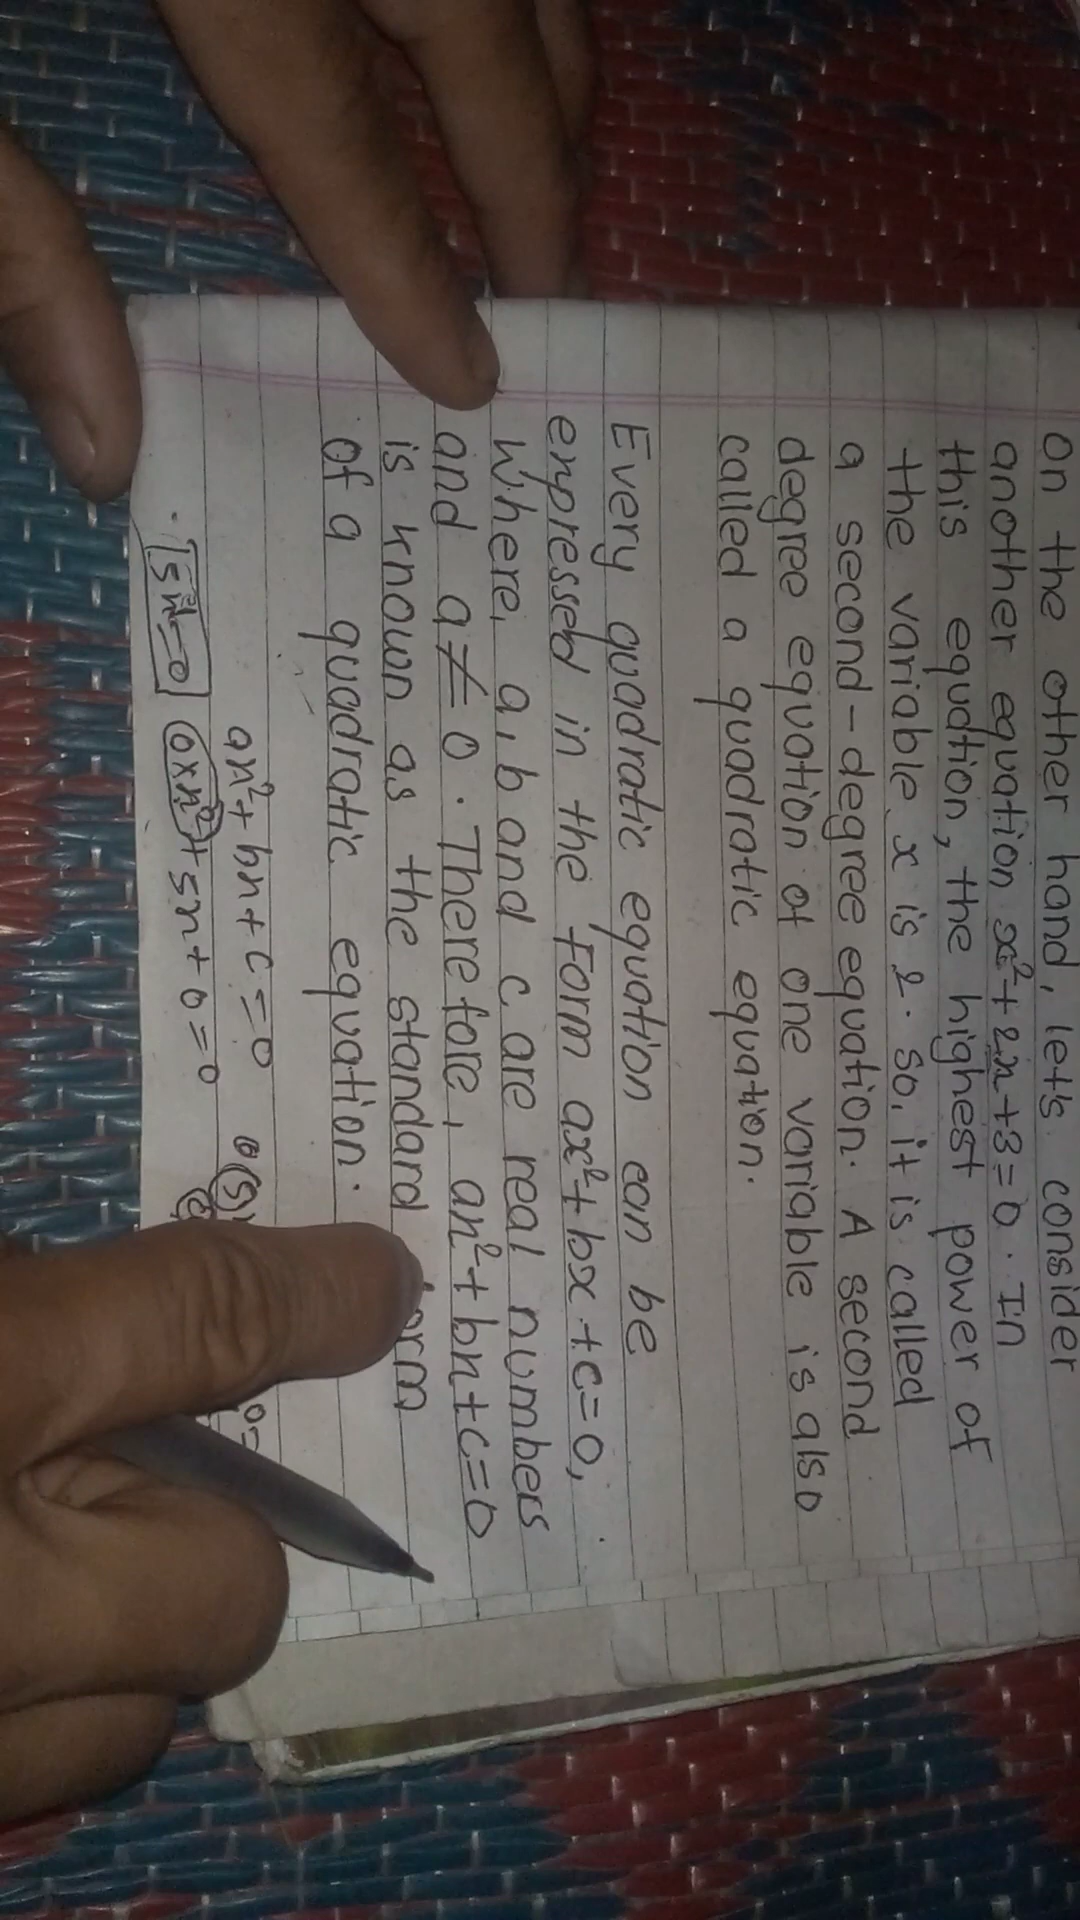 on the other hand, let's consider
another equation x²+2x+3=0. In
this equation, the highest power of
the variable x is 2. So, it is called
a second-degree equation. A second
degree equation of one variable is also
called a quadratic equation.
Every quadratic equation can be
expressed in the form ax²+bx+c=0,
Where, a, b and c are real numbers
and a≠0. Therefore, ax²+bx+c=0
is known as the standard
of a quadratic equation.
ax²+bx+c=0
0×x²+5x+0=0